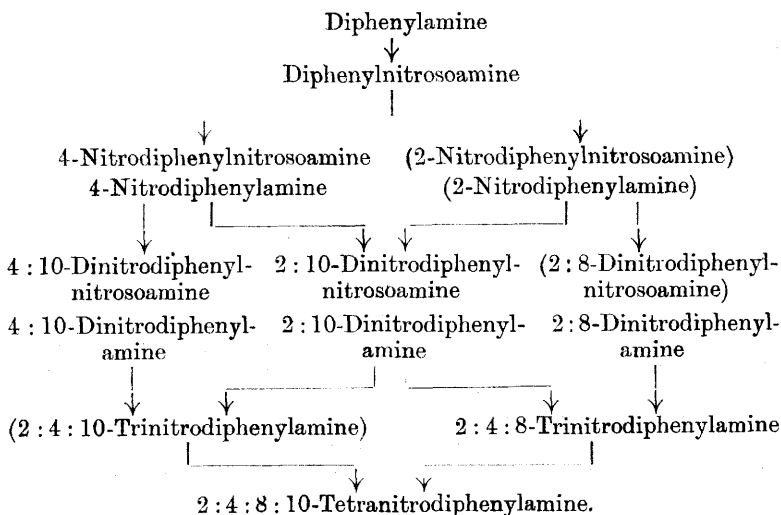 Diphenylamine
Diphenylnitrosoamine
4-Nitrodiphenylnitrosoamine (2-Nitrodiphenylnitrosoamine)
4-Nitrodiphenylamine (2-Nitrodiphenylamine)
4 : 10-Dinitrodiphenyl- 2 : 10-Dinitrodiphenyl- (2 : 8-Dinitrodiphenyl-
nitrosoamine nitrosoamine nitrosoamine)
4 : 10-Dinitrodiphenyl- 2 : 10-Dinitrodiphenyl- 2 : 8-Dinitrodiphenyl-
amine amine amine
(2 : 4 : 10-Trinitrodiphenylamine) 2 : 4 : 8-Trinitrodiphenylamine
2 : 4 : 8 : 10-Tetranitrodiphenylamine.